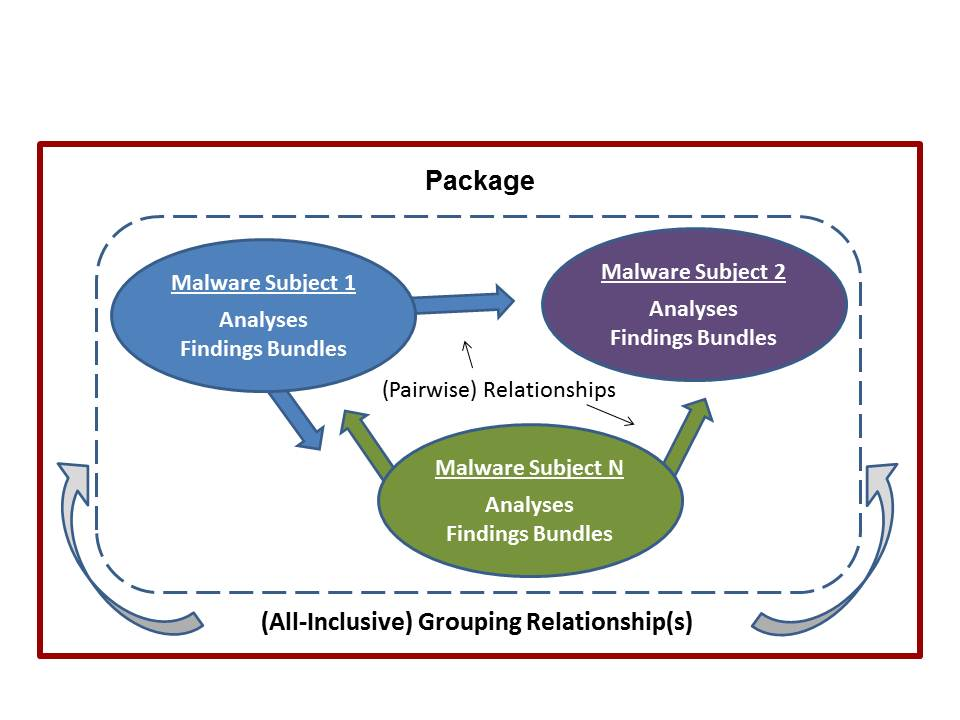 Package
Malware Subject 1
Analyses
Findings Bundles
Malware Subject 2
Analyses
Findings Bundles
(Pairwise) Relationships
Malware Subject N
Analyses
Findings Bundles
(All-Inclusive) Grouping Relationship(s)